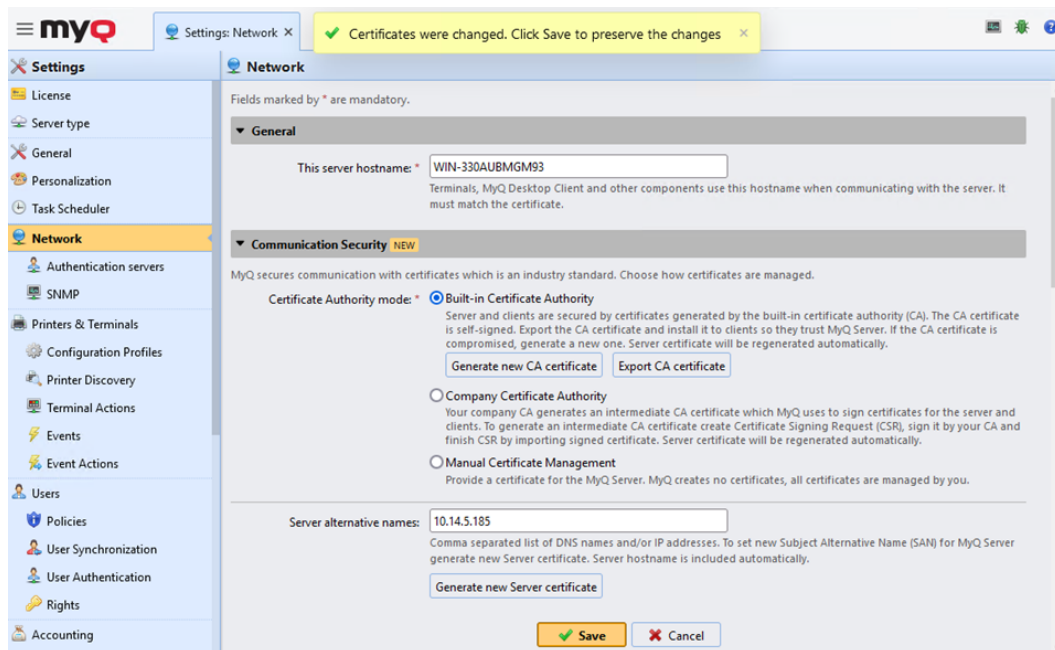 myQ
Settings: Network ×
Certificates were changed. Click Save to preserve the changes ×
Settings
License
Server type
General
Personalization
Task Scheduler
Network
Authentication servers
SNMP
Printers & Terminals
Configuration Profiles
Printer Discovery
Terminal Actions
Events
Event Actions
Users
Policies
User Synchronization
User Authentication
Rights
Accounting
Network
Fields marked by * are mandatory.
General
This server hostname: * WIN-330AUBMGM93
Terminals, MyQ Desktop Client and other components use this hostname when communicating with the server. It
must match the certificate.
Communication Security NEW
MyQ secures communication with certificates which is an industry standard. Choose how certificates are managed.
Certificate Authority mode: * Built-in Certificate Authority
Server and clients are secured by certificates generated by the built-in certificate authority (CA). The CA certificate
is self-signed. Export the CA certificate and install it to clients so they trust MyQ Server. If the CA certificate is
compromised, generate a new one. Server certificate will be regenerated automatically.
Generate new CA certificate Export CA certificate
Company Certificate Authority
Your company CA generates an intermediate CA certificate which MyQ uses to sign certificates for the server and
clients. To generate an intermediate CA certificate create Certificate Signing Request (CSR), sign it by your CA and
finish CSR by importing signed certificate. Server certificate will be regenerated automatically.
Manual Certificate Management
Provide a certificate for the MyQ Server. MyQ creates no certificates, all certificates are managed by you.
Server alternative names: 10.14.5.185
Comma separated list of DNS names and/or IP addresses. To set new Subject Alternative Name (SAN) for MyQ Server
generate new Server certificate. Server hostname is included automatically.
Generate new Server certificate
Save Cancel